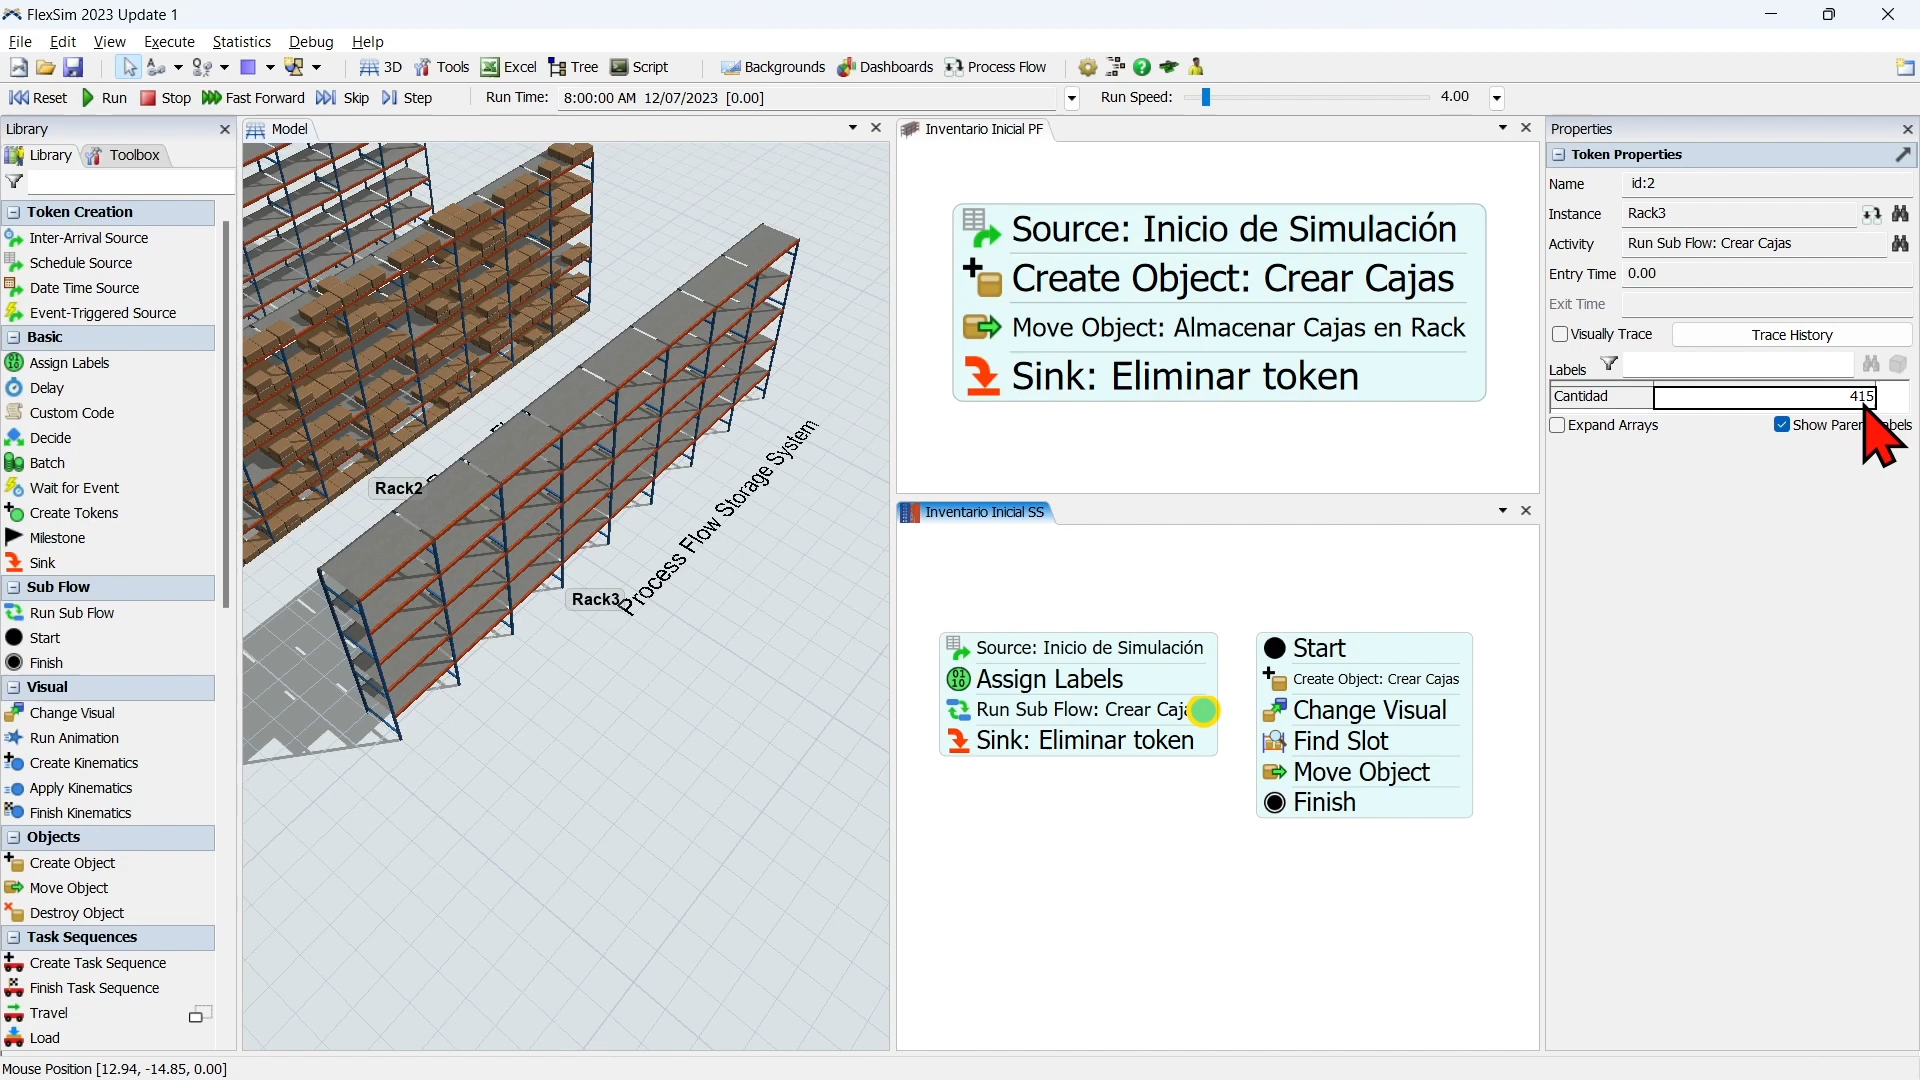 FlexSim 2023 Update 1
File Edit View Execute Statistics Debug Help
3D Tools Excel Tree Script Backgrounds Dashboards Process Flow
Reset Run Stop Fast Forward Skip Step Run Time: 8:00:00 AM 12/07/2023 [0.00] Run Speed: 4.00
Library
Library Toolbox
Token Creation
Inter-Arrival Source
Schedule Source
Date Time Source
Event-Triggered Source
Basic
Assign Labels
Delay
Custom Code
Decide
Batch
Wait for Event
Create Tokens
Milestone
Sink
Sub Flow
Run Sub Flow
Start
Finish
Visual
Change Visual
Run Animation
Create Kinematics
Apply Kinematics
Finish Kinematics
Objects
Create Object
Move Object
Destroy Object
Task Sequences
Create Task Sequence
Finish Task Sequence
Travel
Load
Model
Rack2
Rack3
Process Flow Storage System
Inventario Inicial PF
Source: Inicio de Simulación
Create Object: Crear Cajas
Move Object: Almacenar Cajas en Rack
Sink: Eliminar token
Inventario Inicial SS
Source: Inicio de Simulación
Assign Labels
Run Sub Flow: Crear Caja
Sink: Eliminar token
Start
Create Object: Crear Cajas
Change Visual
Find Slot
Move Object
Finish
Properties
Token Properties
Name id:2
Instance Rack3
Activity Run Sub Flow: Crear Cajas
Entry Time 0.00
Exit Time
Visually Trace Trace History
Labels
Cantidad 415
Expand Arrays Show Paren bels
Mouse Position [12.94, -14.85, 0.00]